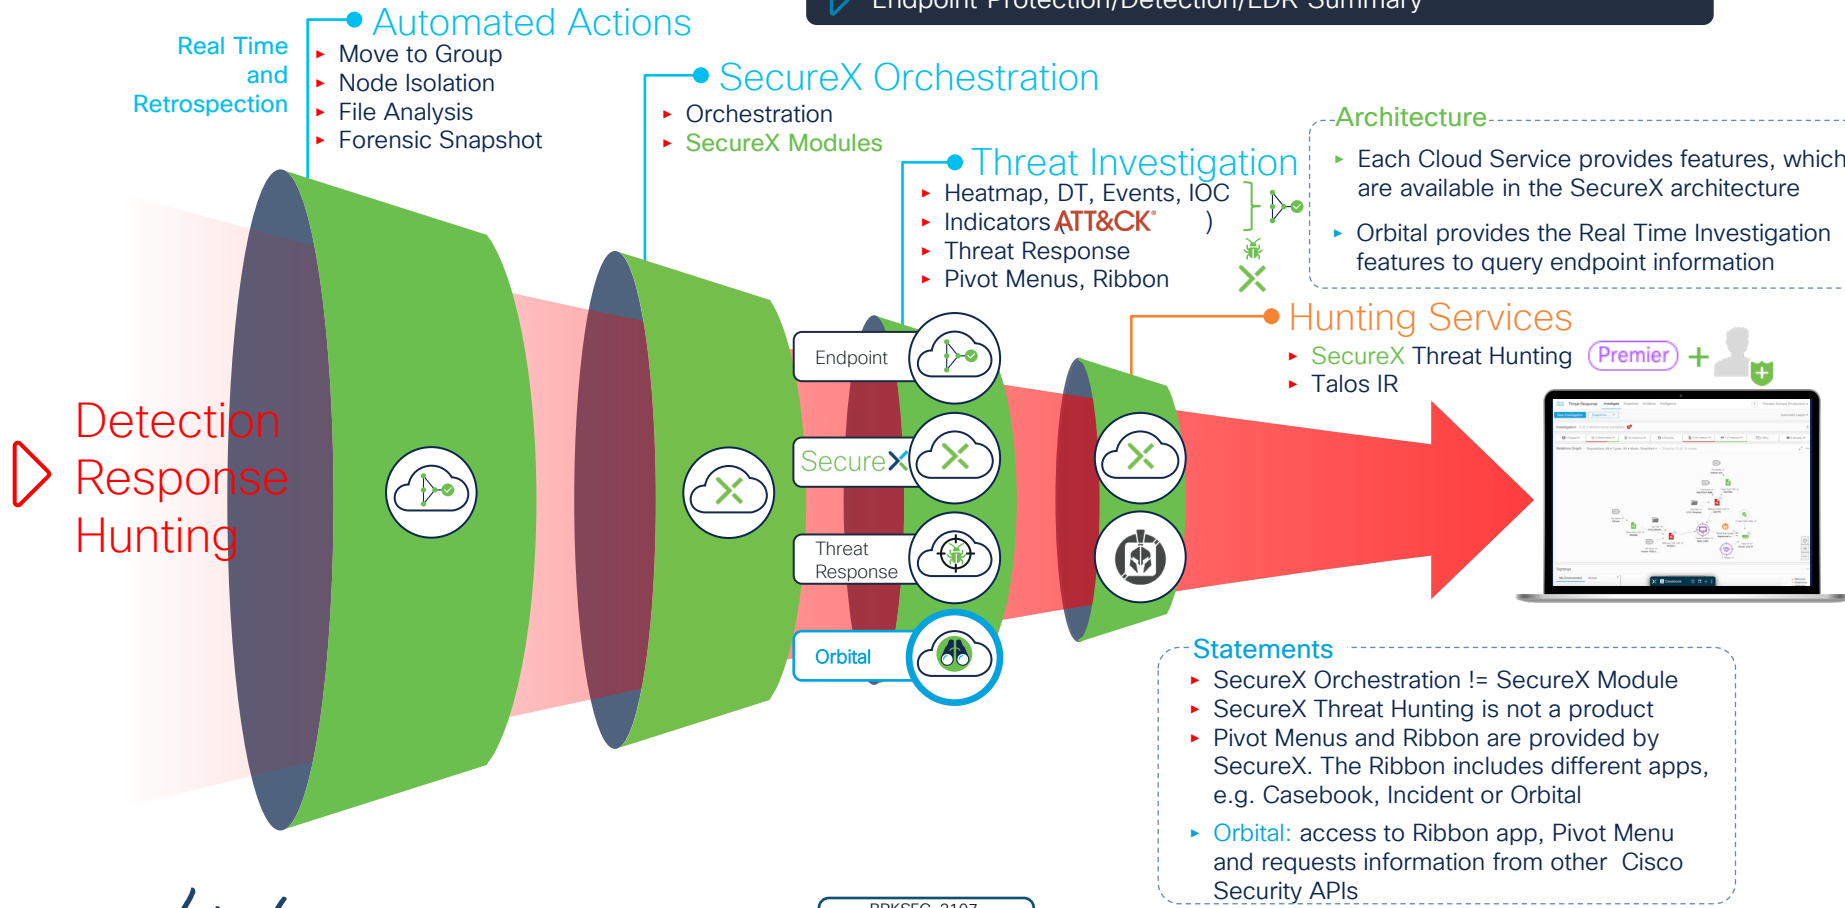 Endpoint Protection/Detection/EDR Summary
Automated Actions
Real Time
and
Retrospection
Move to Group
Node Isolation
File Analysis
Forensic Snapshot
SecureX Orchestration
Orchestration
SecureX Modules
Threat Investigation
Heatmap, DT, Events, IOC
Indicators (ATT&CK® )
Threat Response
Pivot Menus, Ribbon
Architecture
Each Cloud Service provides features, which
are available in the SecureX architecture
Orbital provides the Real Time Investigation
features to query endpoint information
Hunting Services
SecureX Threat Hunting Premier +
Talos IR
Detection
Response
Hunting
Endpoint
SecureX
Threat
Response
Orbital
Threat Response
Casebook
Statements
SecureX Orchestration != SecureX Module
SecureX Threat Hunting is not a product
Pivot Menus and Ribbon are provided by
SecureX. The Ribbon includes different apps,
e.g. Casebook, Incident or Orbital
Orbital: access to Ribbon app, Pivot Menu
and requests information from other Cisco
Security APIs